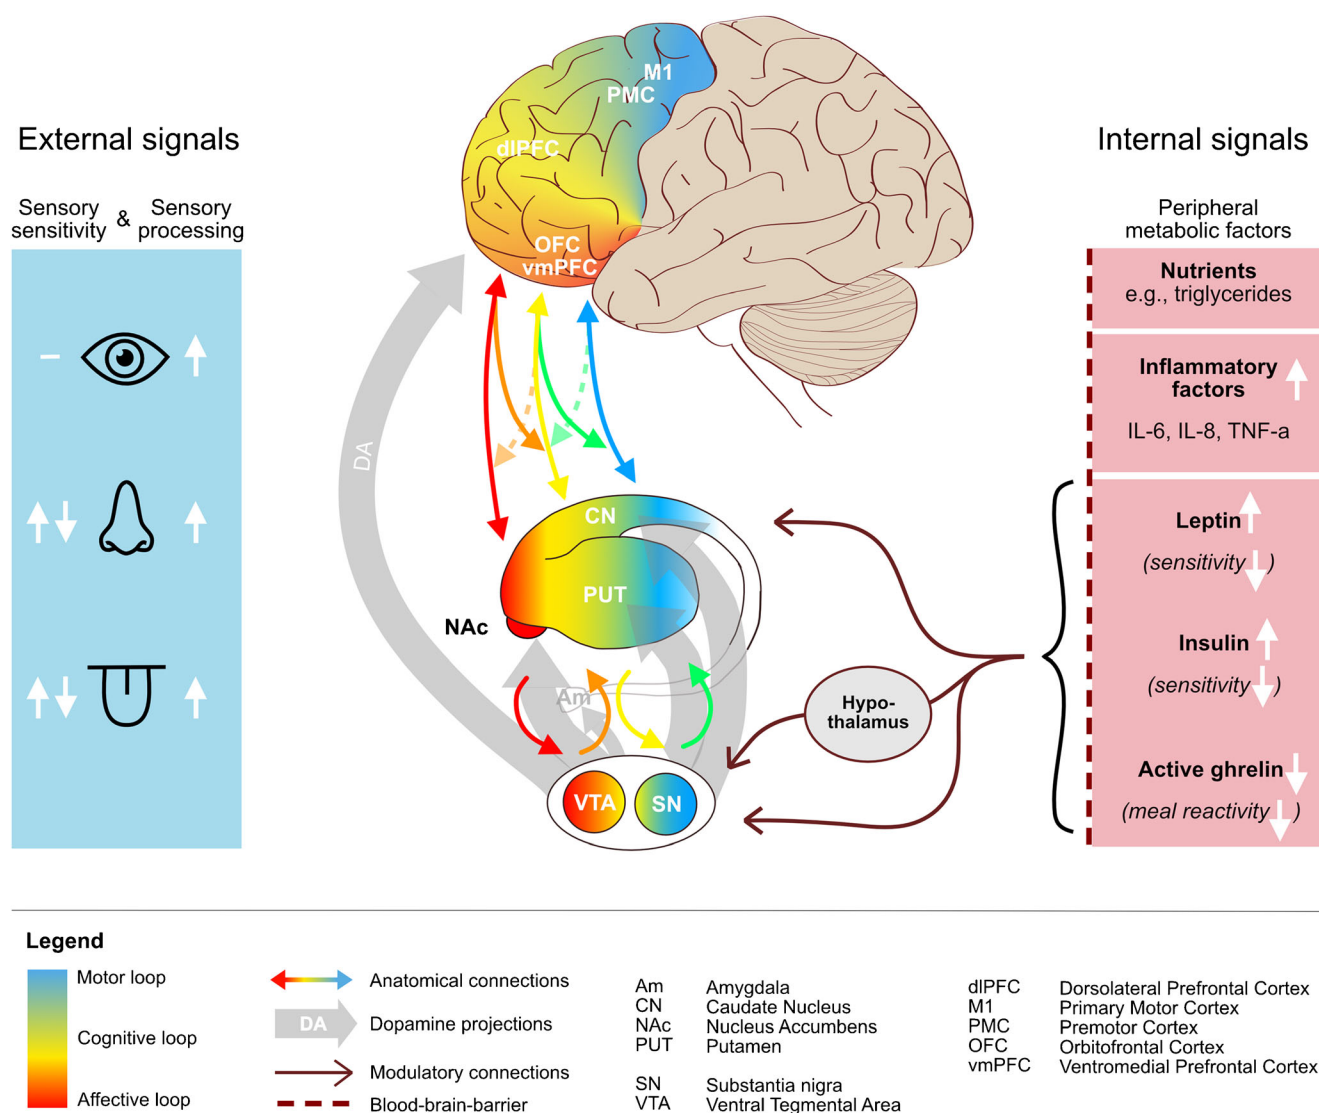 External signals
Sensory sensitivity & Sensory processing
M1
PMC
dlPFC
OFC
vmPFC
DA
CN
PUT
NAc
Am
VTA
SN
Hypo-
thalamus
Internal signals
Peripheral
metabolic factors
Nutrients
e.g., triglycerides
Inflammatory
factors
IL-6, IL-8, TNF-a
Leptin
(sensitivity )
Insulin
(sensitivity )
Active ghrelin
(meal reactivity )
Legend
Motor loop
Cognitive loop
Affective loop
Anatomical connections
DA Dopamine projections
Modulatory connections
Blood-brain-barrier
Am Amygdala
CN Caudate Nucleus
NAc Nucleus Accumbens
PUT Putamen
SN Substantia nigra
VTA Ventral Tegmental Area
dlPFC Dorsolateral Prefrontal Cortex
M1 Primary Motor Cortex
PMC Premotor Cortex
OFC Orbitofrontal Cortex
vmPFC Ventromedial Prefrontal Cortex